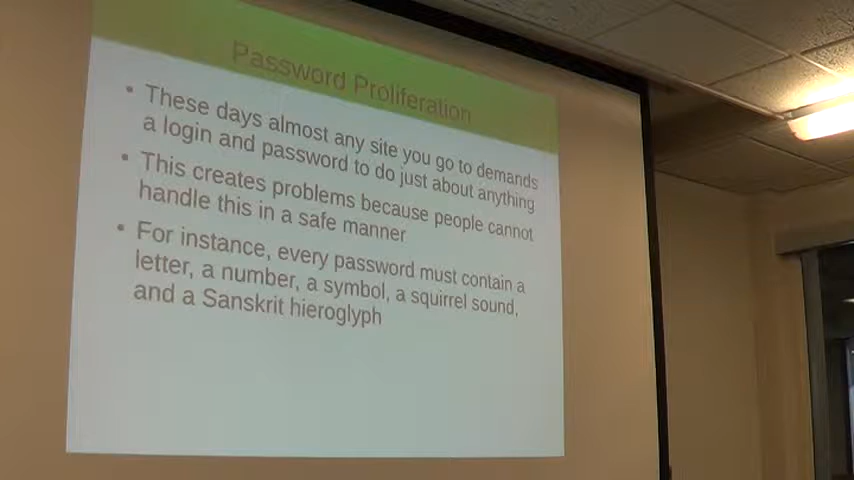 Password Proliferation
• These days almost any site you go to demands
a login and password to do just about anything
• This creates problems because people cannot
handle this in a safe manner
• For instance, every password must contain a
letter, a number, a symbol, a squirrel sound,
and a Sanskrit hieroglyph